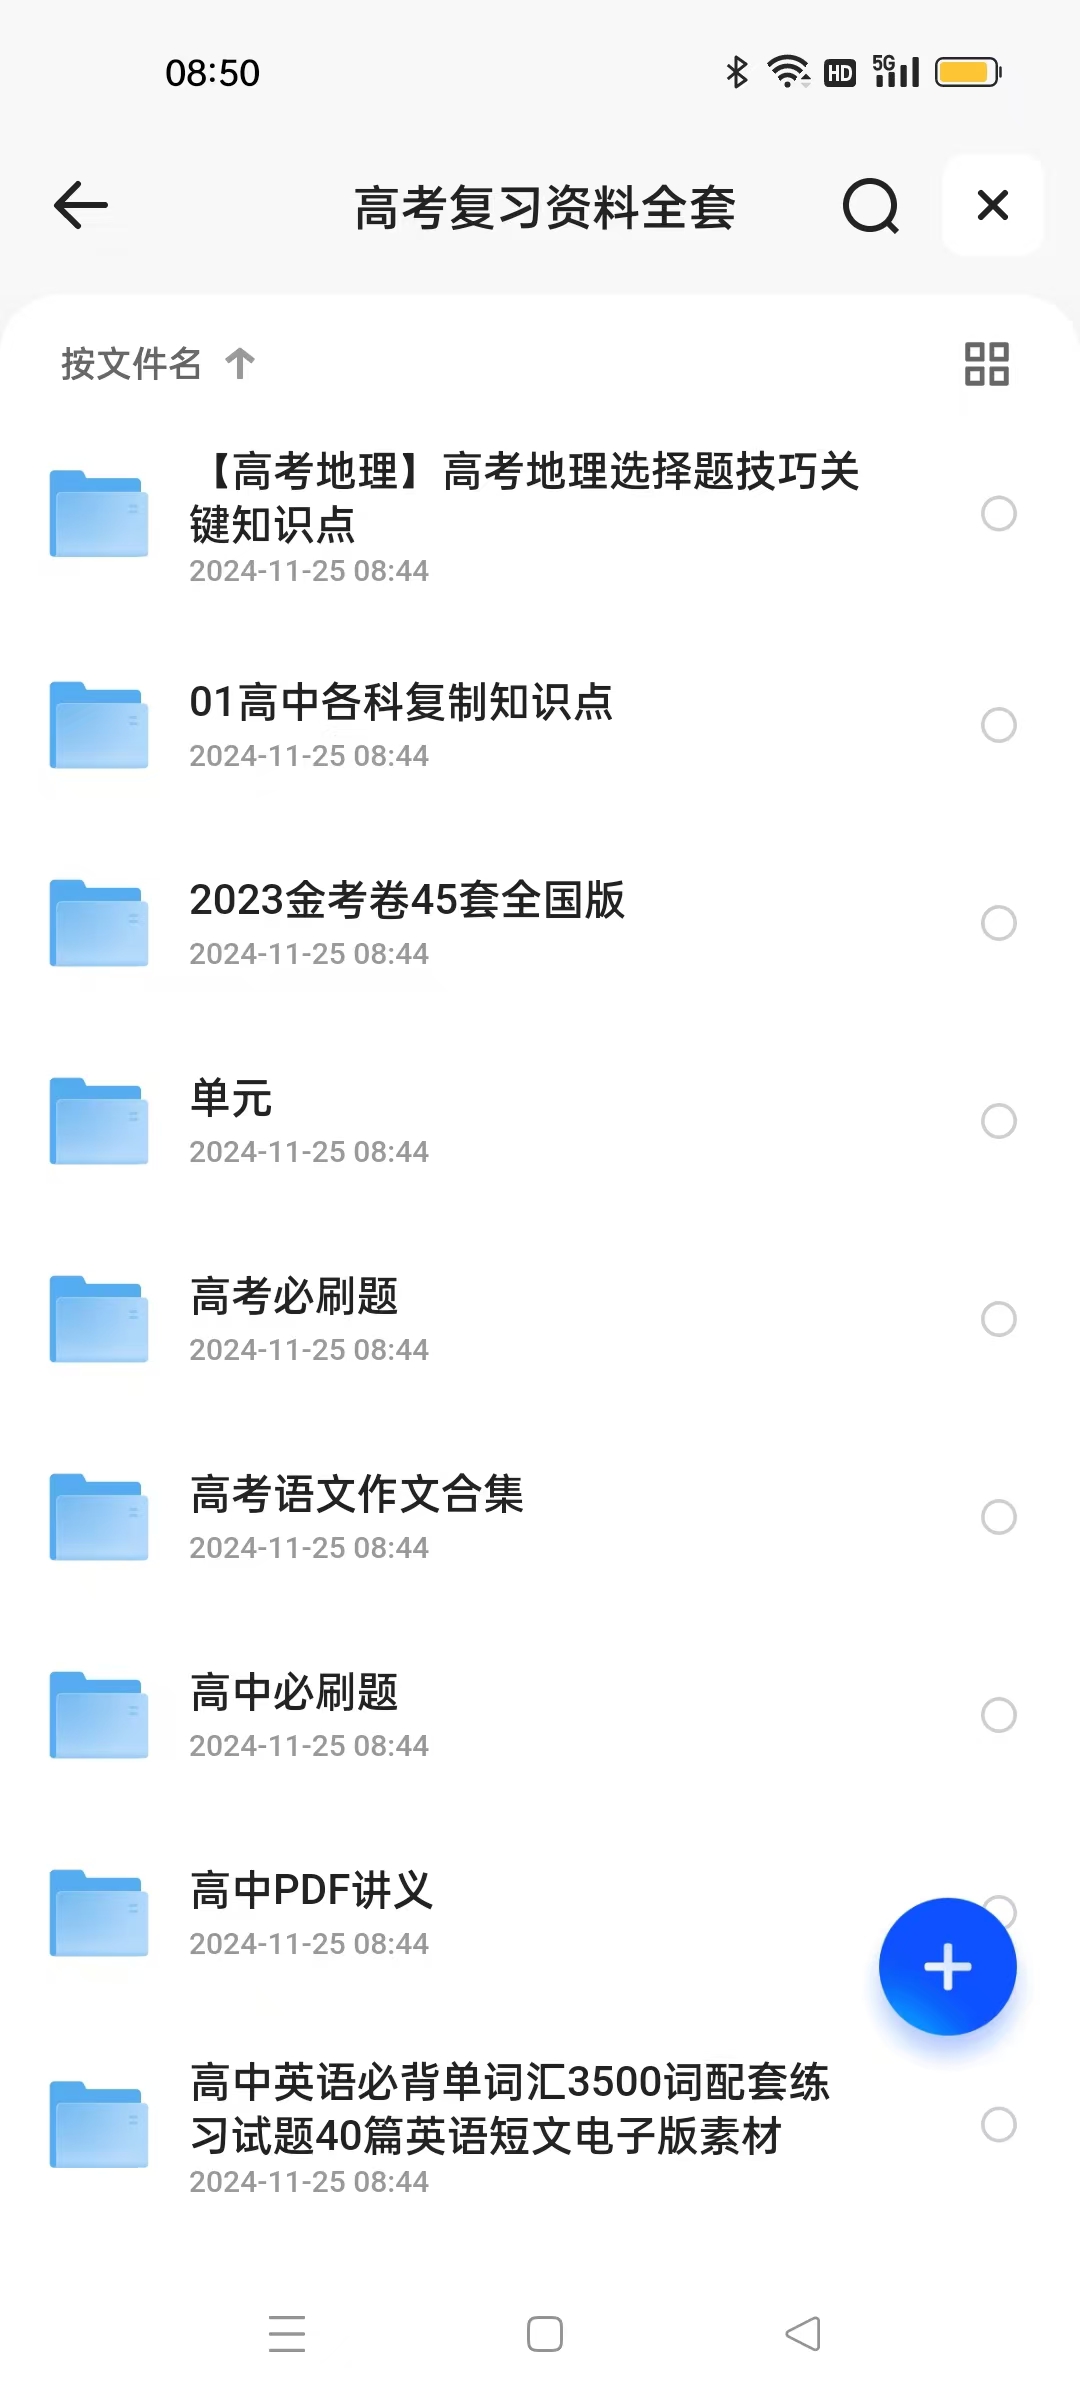 08:50
HD 5G
高考复习资料全套
按文件名
【高考地理】高考地理选择题技巧关
键知识点
2024-11-25 08:44
01高中各科复制知识点
2024-11-25 08:44
2023金考卷45套全国版
2024-11-25 08:44
单元
2024-11-25 08:44
高考必刷题
2024-11-25 08:44
高考语文作文合集
2024-11-25 08:44
高中必刷题
2024-11-25 08:44
高中PDF讲义
2024-11-25 08:44
高中英语必背单词汇3500词配套练
习试题40篇英语短文电子版素材
2024-11-25 08:44